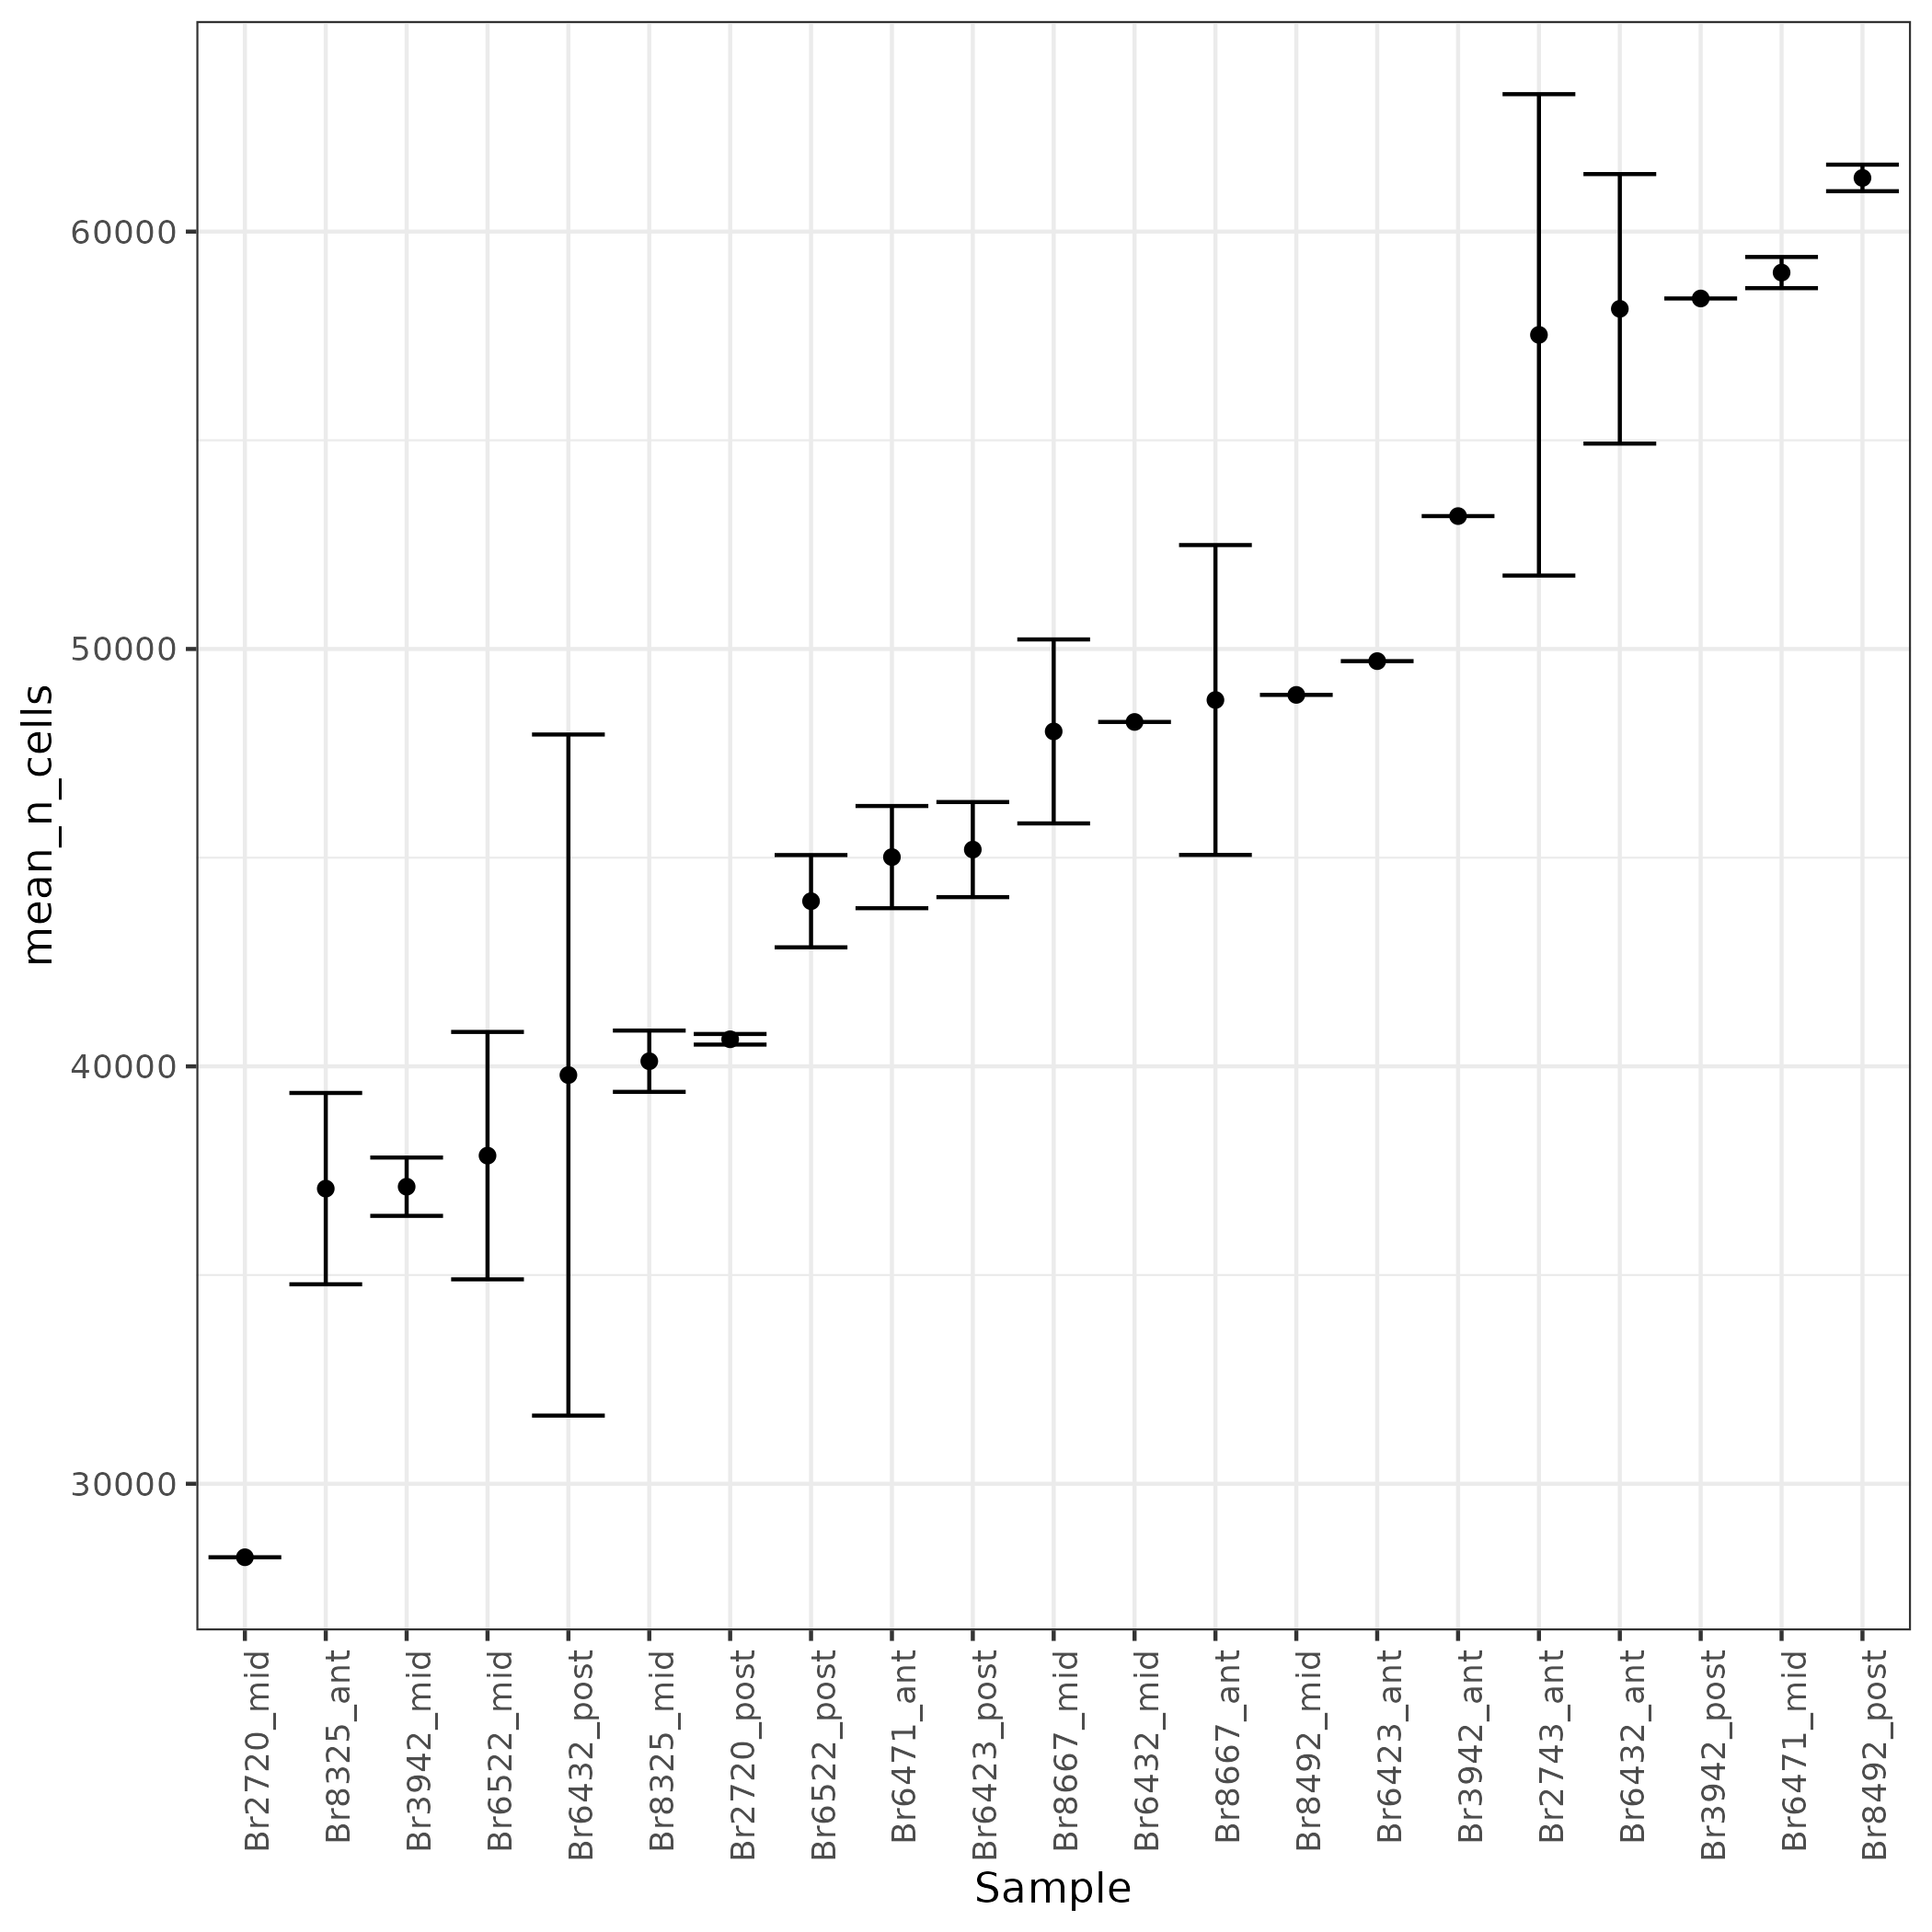 mean_n_cells
60000
50000
40000
30000
Br2720_mid
Br8325_ant
Br3942_mid
Br6522_mid
Br6432_post
Br8325_mid
Br2720_post
Br6522_post
Br6471_ant
Br6423_post
Br8667_mid
Br6432_mid
Br8667_ant
Br8492_mid
Br6423_ant
Br3942_ant
Br2743_ant
Br6432_ant
Br3942_post
Br6471_mid
Br8492_post
Sample